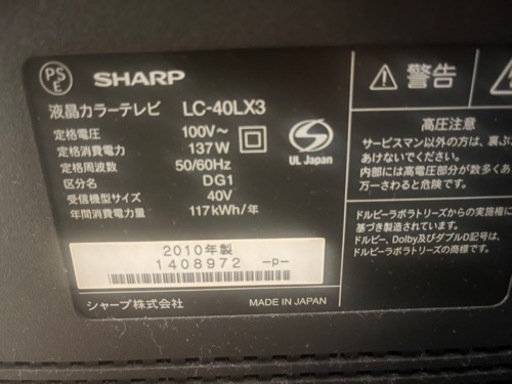 PS
E
SHARP
液晶カラーテレビ LC-40LX3
定格電圧 100V～
定格消費電力 137W
定格周波数 50/60Hz
区分名 DG1
受信機型サイズ 40V
年間消費電力量 117kWh/年
UL Japan
2010年製
1408972 -P-
シャープ株式会社
MADE IN JAPAN
警告
高圧注意
サービスマン以外の方は、裏ぶ
あけないでください。
内部には高電圧部分が数多くあ
万一さわると危険です。
ドルビーラボラトリーズからの実施権に
基づき製造されています。
ドルビー、Dolby及びダブルD記号は、
ドルビーラボラトリーズの商標です。